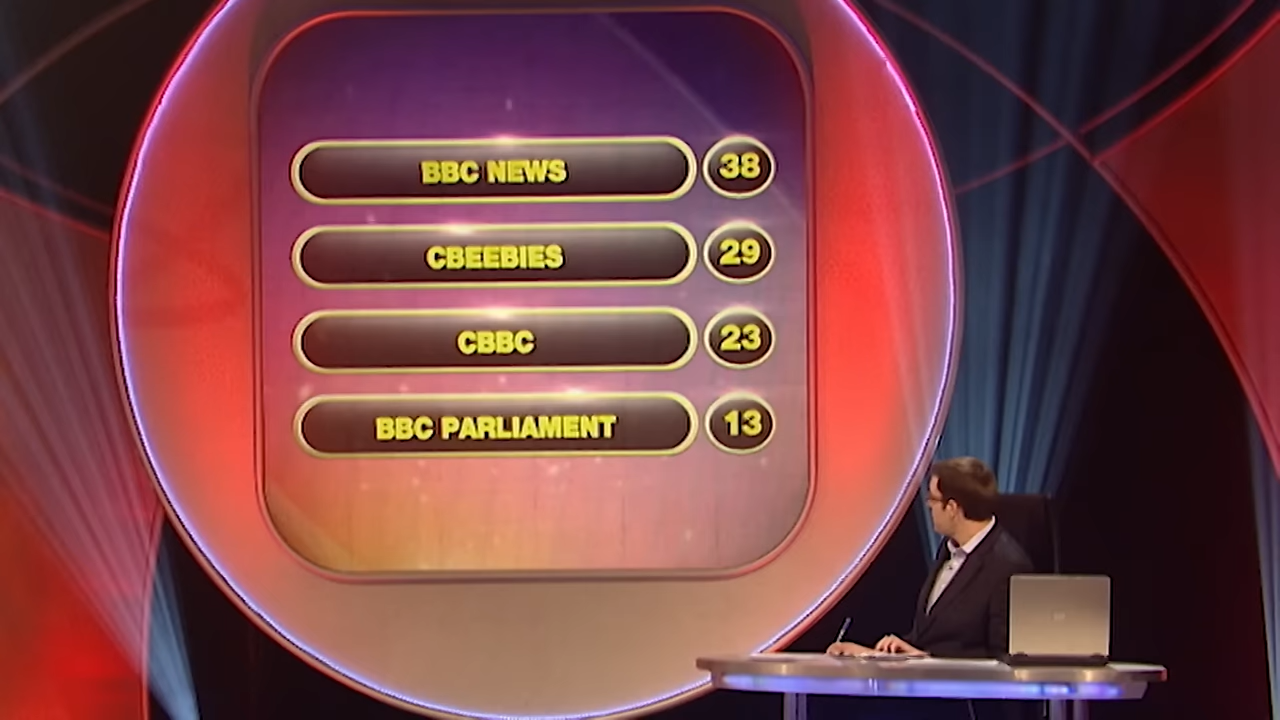 BBC NEWS 38
CBEEBIES 29
CBBC 23
BBC PARLIAMENT 13